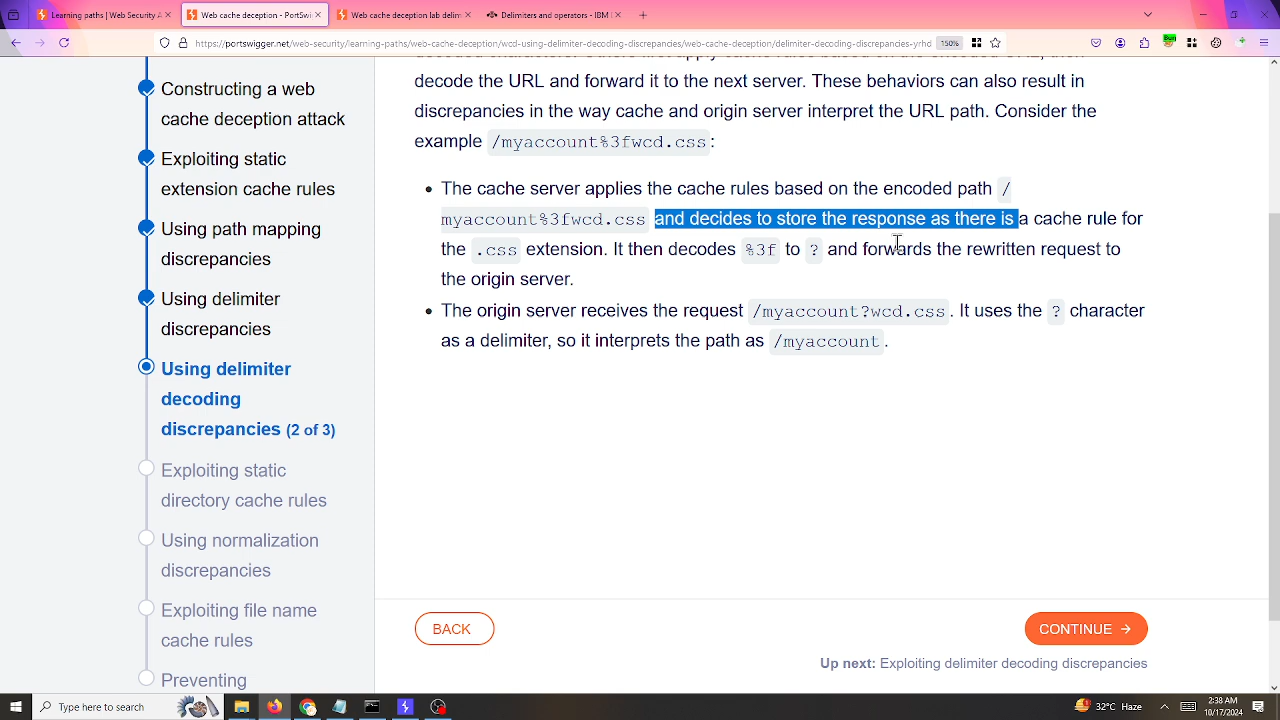 Learning paths | Web Security A
Web cache deception - PortSwi
Web cache deception lab delim
Delimiters and operators - IBM
https://portswigger.net/web-security/learning-paths/web-cache-deception/wcd-using-delimiter-decoding-discrepancies/web-cache-deception/delimiter-decoding-discrepancies-yrhd
150%
decode the URL and forward it to the next server. These behaviors can also result in
discrepancies in the way cache and origin server interpret the URL path. Consider the
example /myaccount%3fwcd.css:
The cache server applies the cache rules based on the encoded path /
myaccount%3fwcd.css and decides to store the response as there is a cache rule for
the .css extension. It then decodes %3f to ? and forwards the rewritten request to
the origin server.
The origin server receives the request /myaccount?wcd.css. It uses the ? character
as a delimiter, so it interprets the path as /myaccount.
Constructing a web
cache deception attack
Exploiting static
extension cache rules
Using path mapping
discrepancies
Using delimiter
discrepancies
Using delimiter
decoding
discrepancies (2 of 3)
Exploiting static
directory cache rules
Using normalization
discrepancies
Exploiting file name
cache rules
Preventing
BACK
CONTINUE
Up next: Exploiting delimiter decoding discrepancies
Type here to search
32°C Haze
2:38 AM
10/17/2024